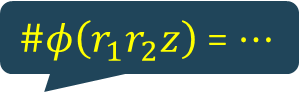 #ϕ(r₁r₂z) = ⋯